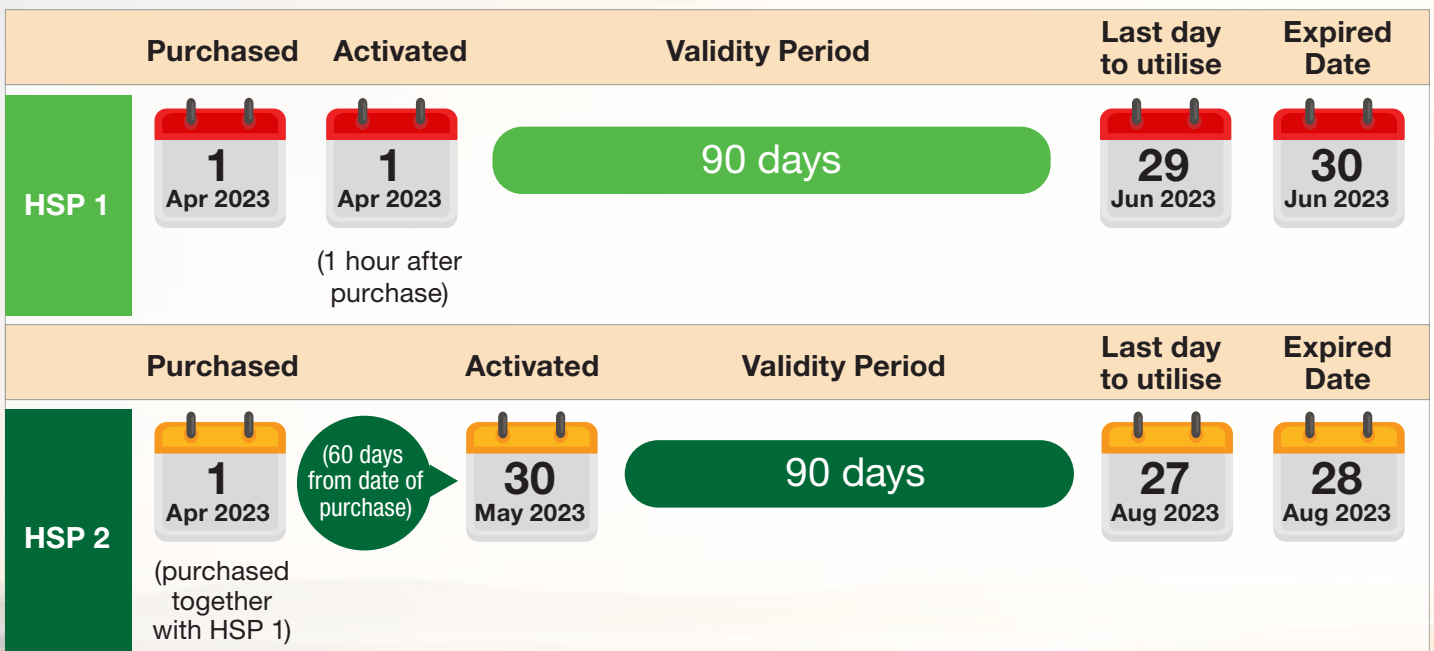 Purchased Activated Validity Period Last day to utilise Expired Date
HSP 1
1
Apr 2023
1
Apr 2023
(1 hour after
purchase)
90 days
29
Jun 2023
30
Jun 2023
Purchased Activated Validity Period Last day to utilise Expired Date
HSP 2
1
Apr 2023
(purchased
together
with HSP 1)
(60 days
from date of
purchase)
30
May 2023
90 days
27
Aug 2023
28
Aug 2023